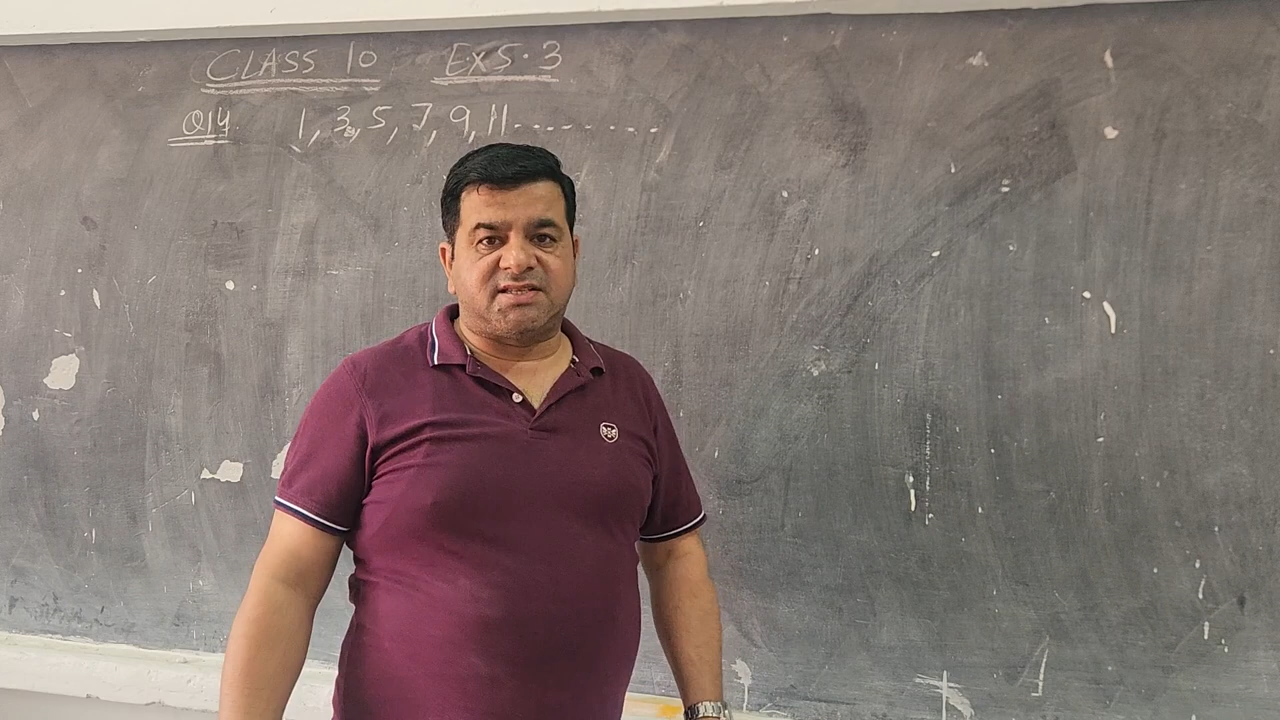 CLASS 10 EX 5.3
Q14. 1, 3, 5, 7, 9, 11--------